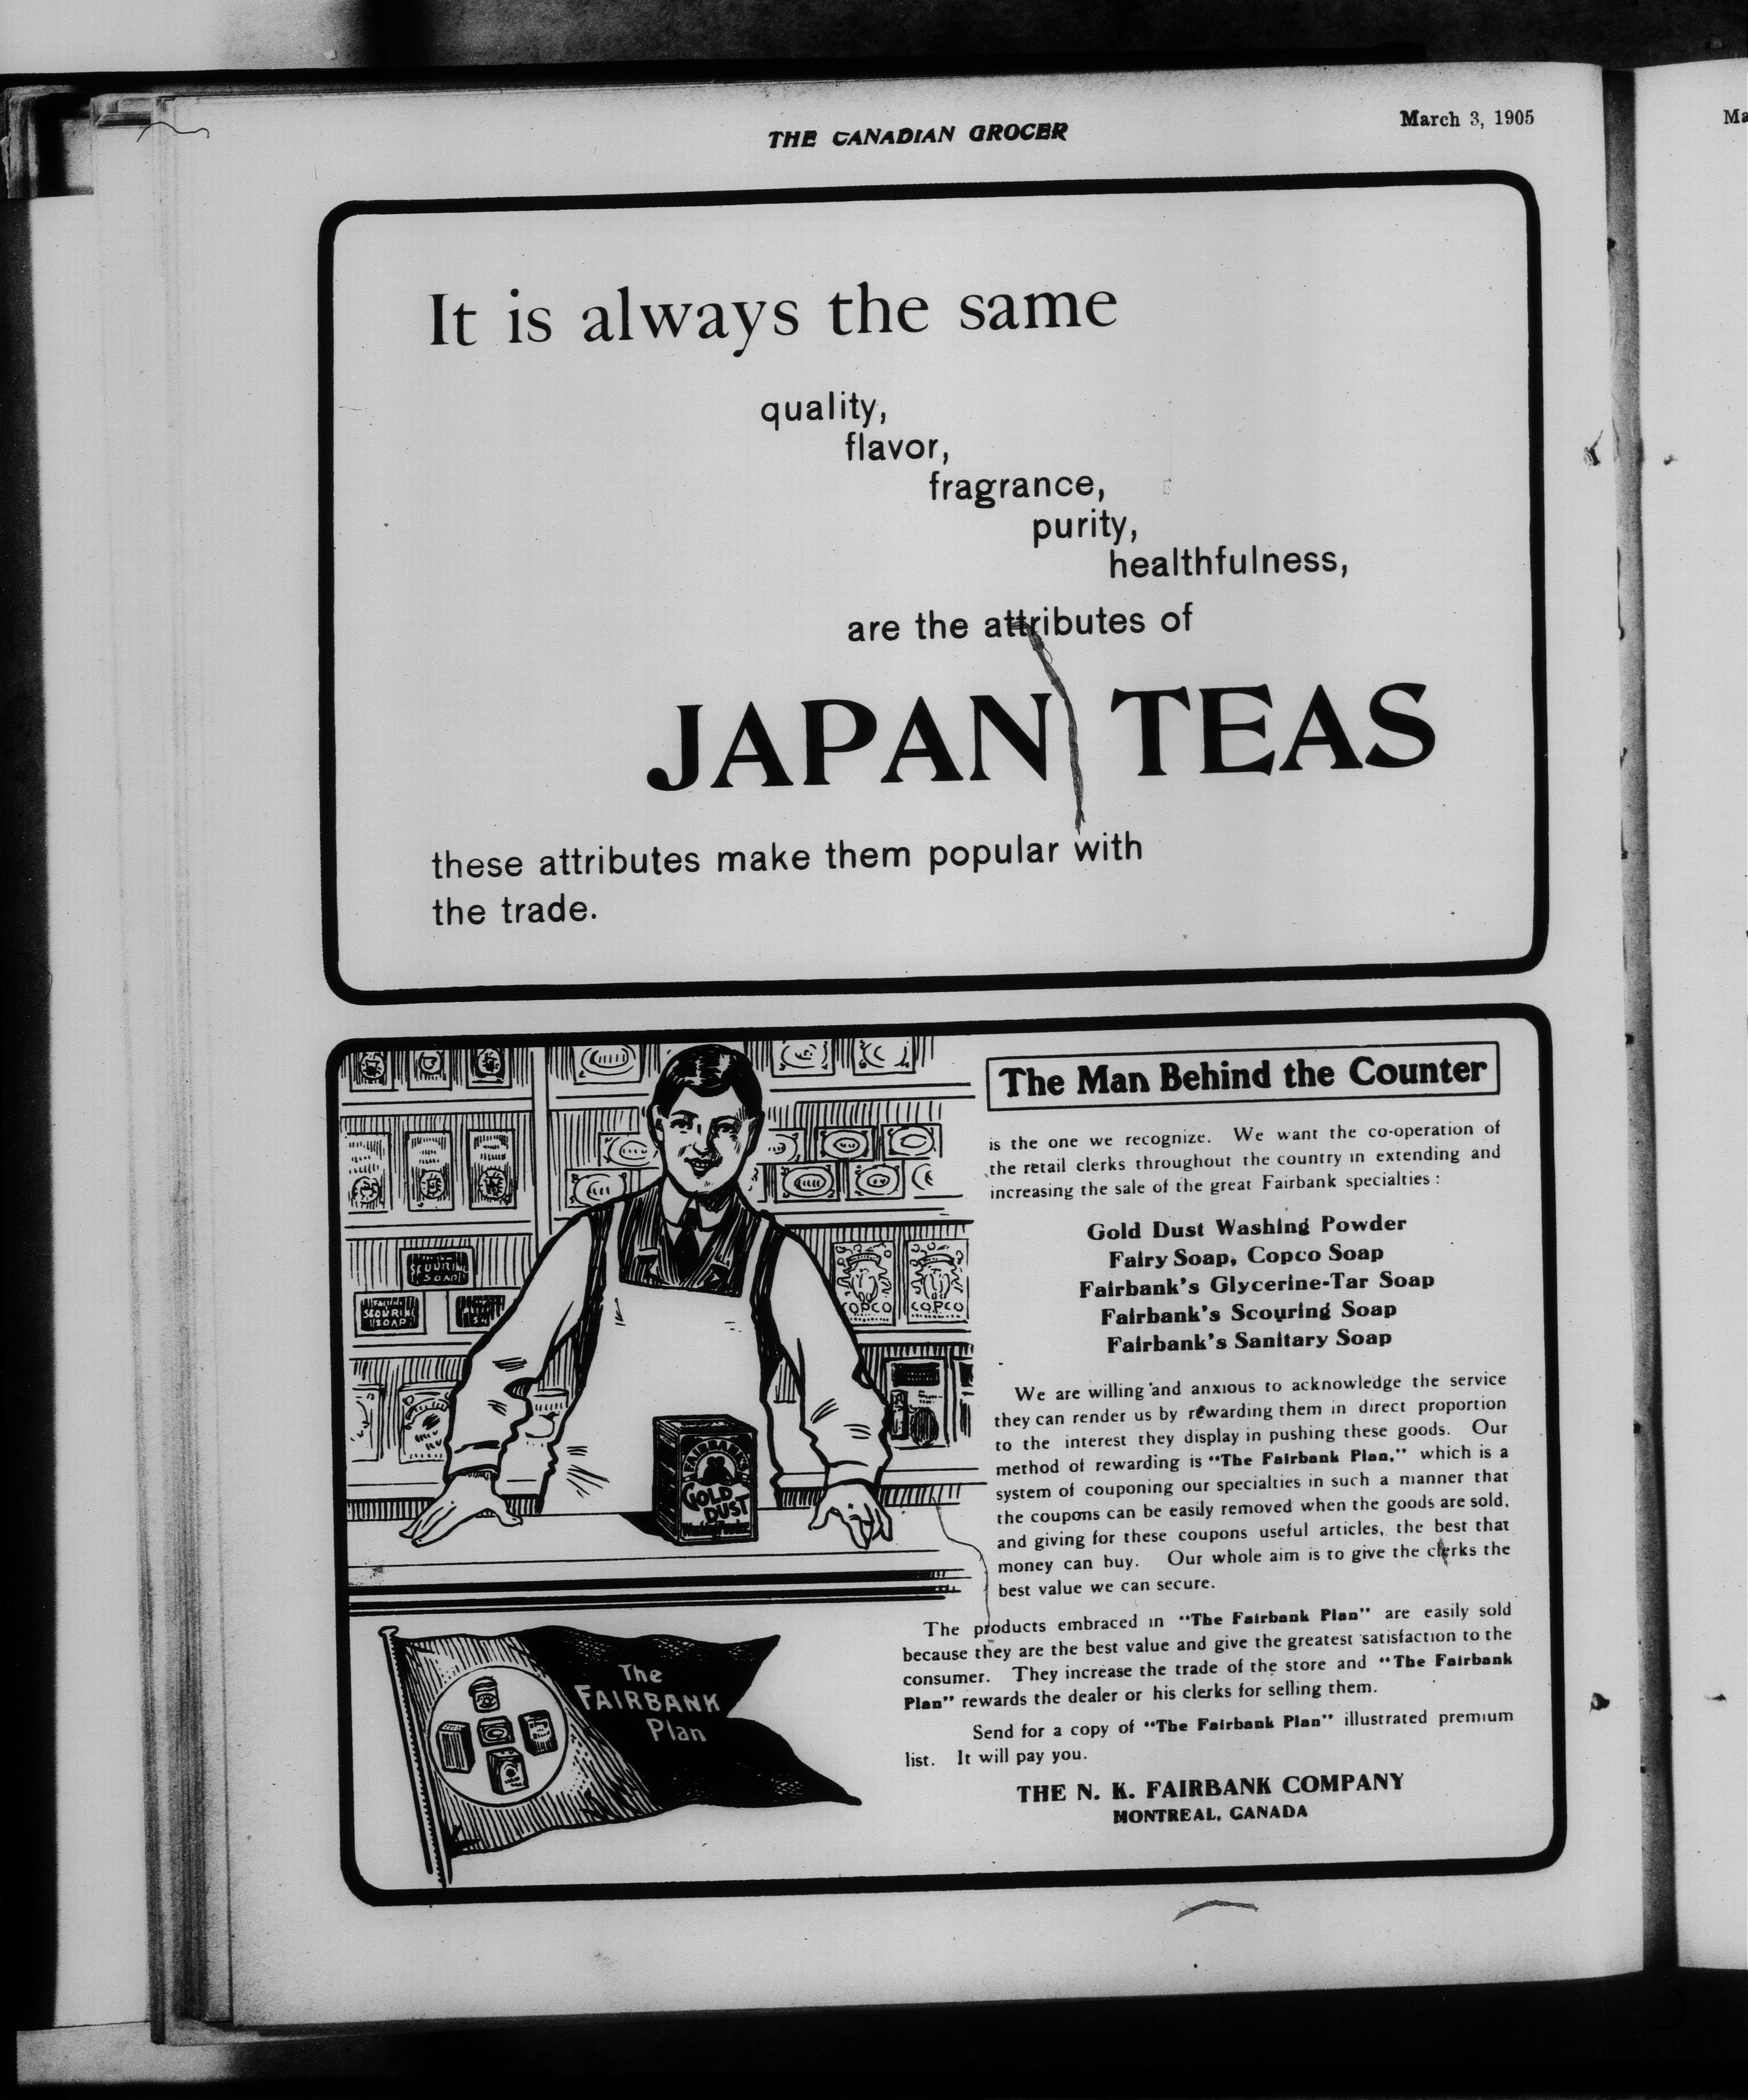 THE CANADIAN GROCER
March 3, 1905
Ma
It is always the same
quality,
flavor,
fragrance,
purity,
healthfulness,
are the attributes of
JAPAN TEAS
these attributes make them popular with
the trade.
SCOURING
SOAP
SCOURING
SOAP
COPCO
COPCO
FAIRBANK'S
GOLD
DUST
Washing Powder
The
FAIRBANK
Plan
The Man Behind the Counter
is the one we recognize. We want the co-operation of
the retail clerks throughout the country in extending and
increasing the sale of the great Fairbank specialties :
Gold Dust Washing Powder
Fairy Soap, Copco Soap
Fairbank's Glycerine-Tar Soap
Fairbank's Scouring Soap
Fairbank's Sanitary Soap
We are willing and anxious to acknowledge the service
they can render us by rewarding them in direct proportion
to the interest they display in pushing these goods. Our
method of rewarding is "The Fairbank Plan," which is a
system of couponing our specialties in such a manner that
the coupons can be easily removed when the goods are sold,
and giving for these coupons useful articles, the best that
money can buy. Our whole aim is to give the clerks the
best value we can secure.
The products embraced in "The Fairbank Plan" are easily sold
because they are the best value and give the greatest satisfaction to the
consumer. They increase the trade of the store and "The Fairbank
Plan" rewards the dealer or his clerks for selling them.
Send for a copy of "The Fairbank Plan" illustrated premium
list. It will pay you.
THE N. K. FAIRBANK COMPANY
MONTREAL, CANADA